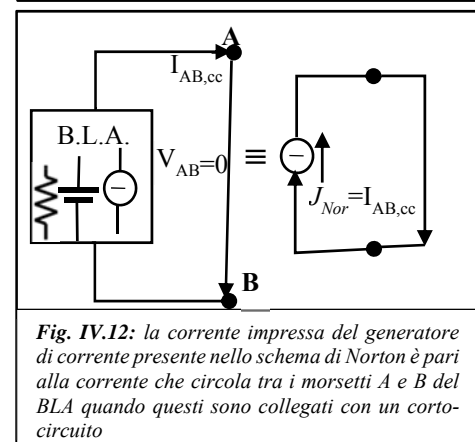 A
I_AB,cc
B.L.A.
V_AB=0
≡
J_Nor=I_AB,cc
B
Fig. IV.12: la corrente impressa del generatore
di corrente presente nello schema di Norton è pari
alla corrente che circola tra i morsetti A e B del
BLA quando questi sono collegati con un corto-
circuito